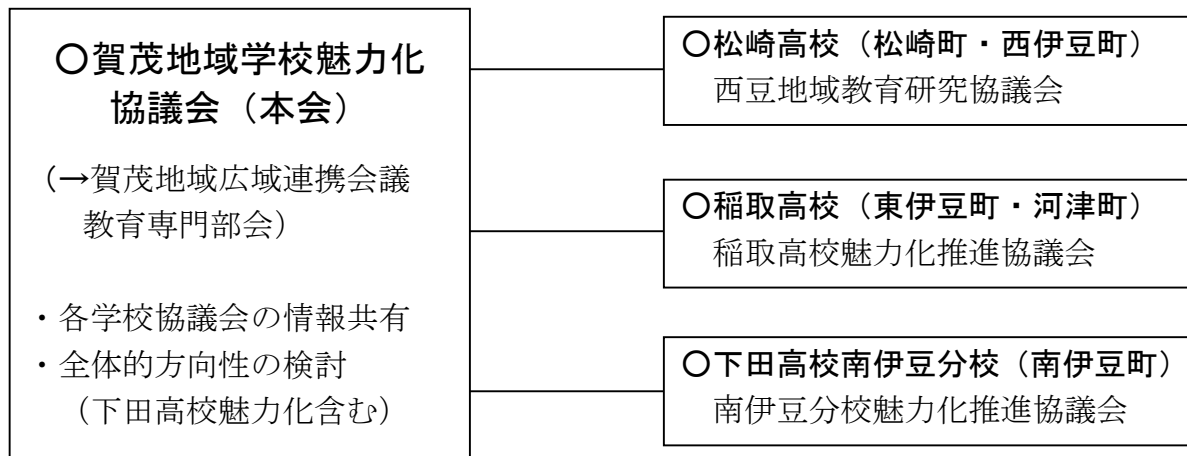 〇賀茂地域学校魅力化
協議会（本会）
（→賀茂地域広域連携会議
教育専門部会）
・各学校協議会の情報共有
・全体的方向性の検討
（下田高校魅力化含む）
〇松崎高校（松崎町・西伊豆町）
西豆地域教育研究協議会
〇稲取高校（東伊豆町・河津町）
稲取高校魅力化推進協議会
〇下田高校南伊豆分校（南伊豆町）
南伊豆分校魅力化推進協議会